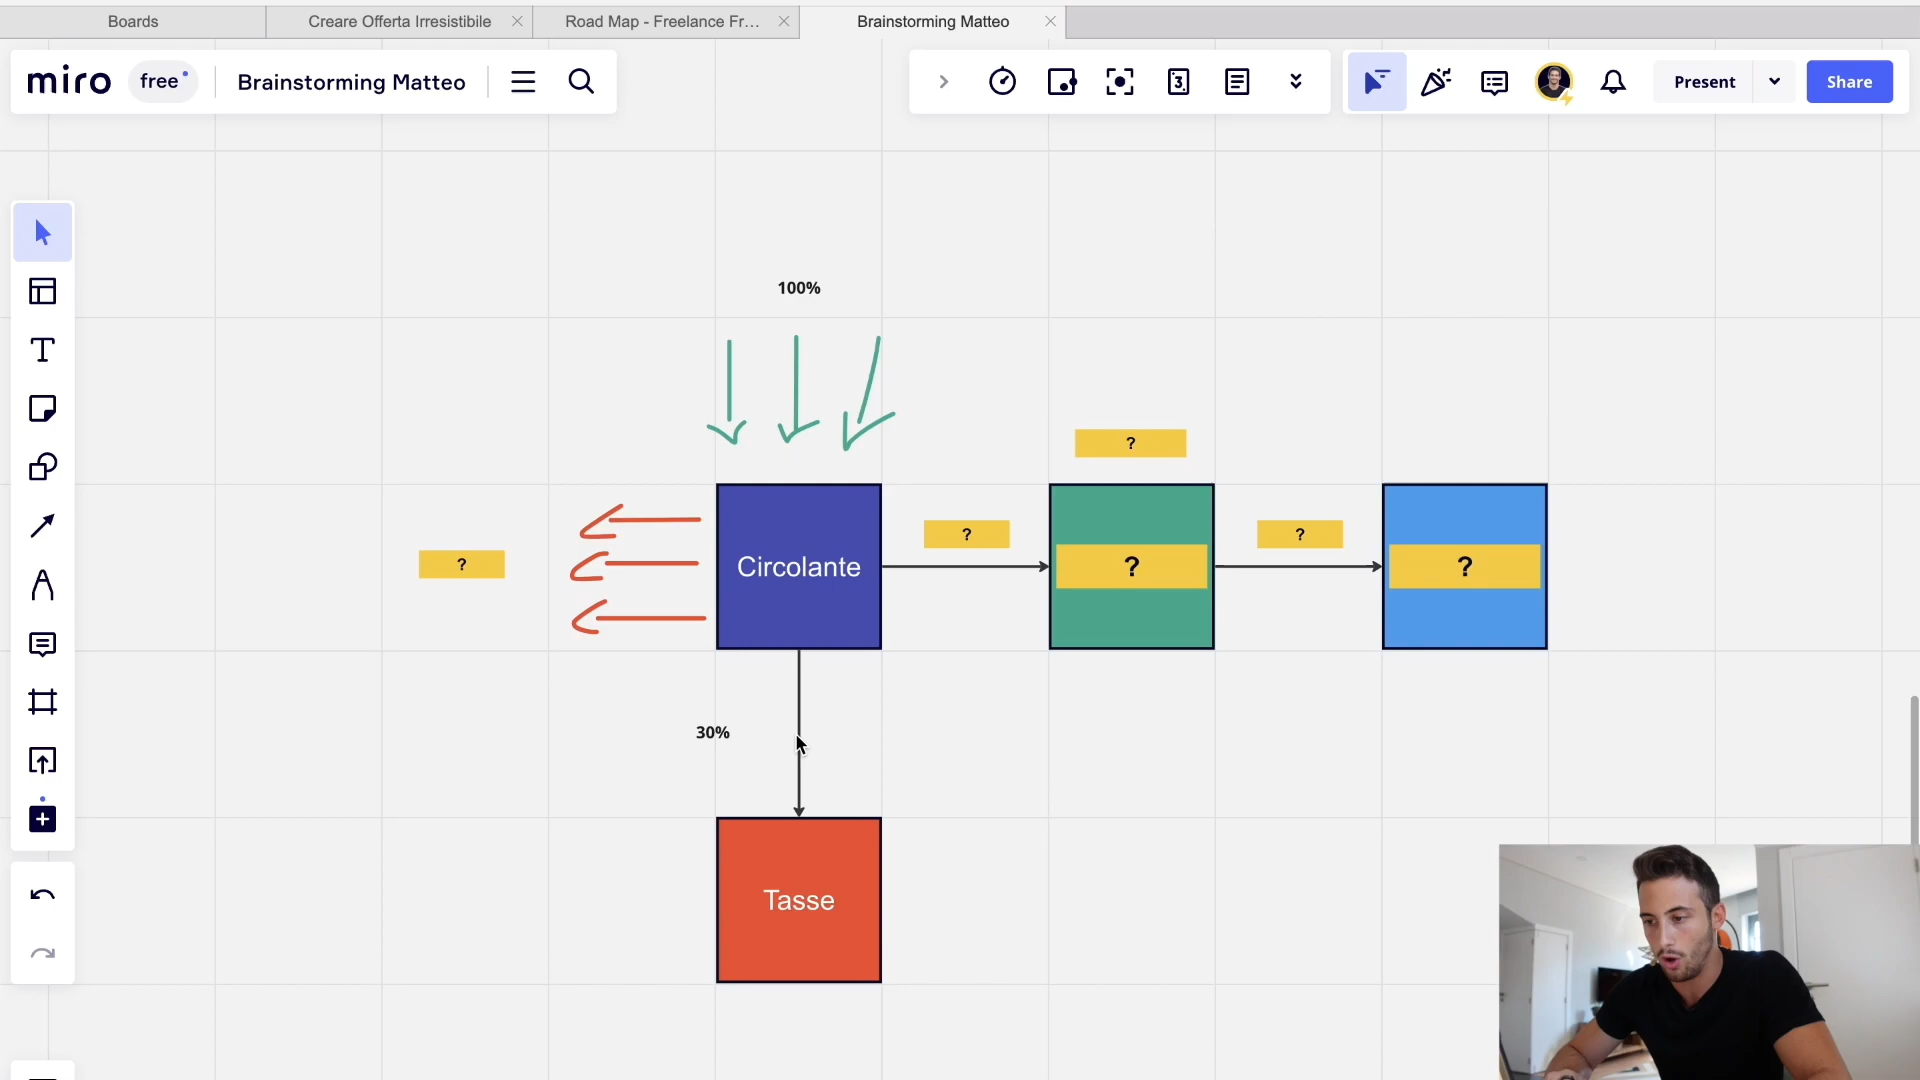 Boards
Creare Offerta Irresistibile
Road Map - Freelance Fr...
Brainstorming Matteo
miro
free
Brainstorming Matteo
3
Present
Share
100%
?
?
?
?
Circolante
?
?
30%
Tasse